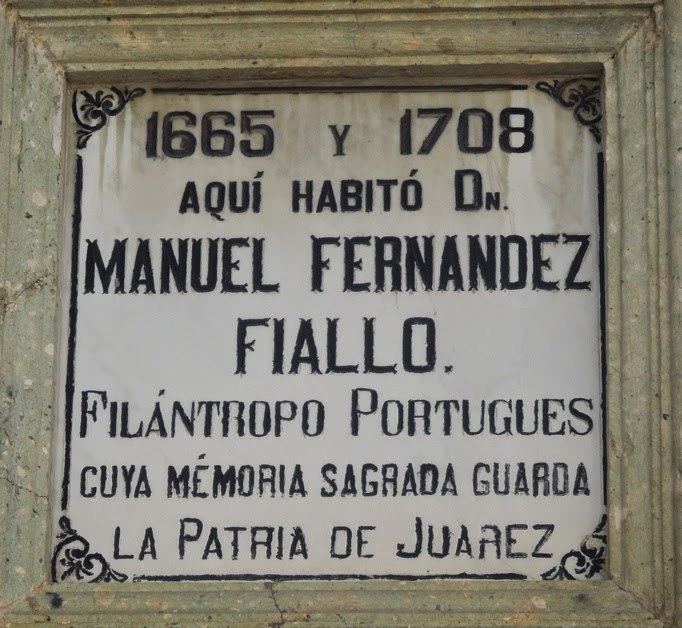 1665 Y 1708
AQUÍ HABITÓ DN.
MANUEL FERNANDEZ
FIALLO.
FILÁNTROPO PORTUGUES
CUYA MÉMORIA SAGRADA GUARDA
LA PATRIA DE JUAREZ